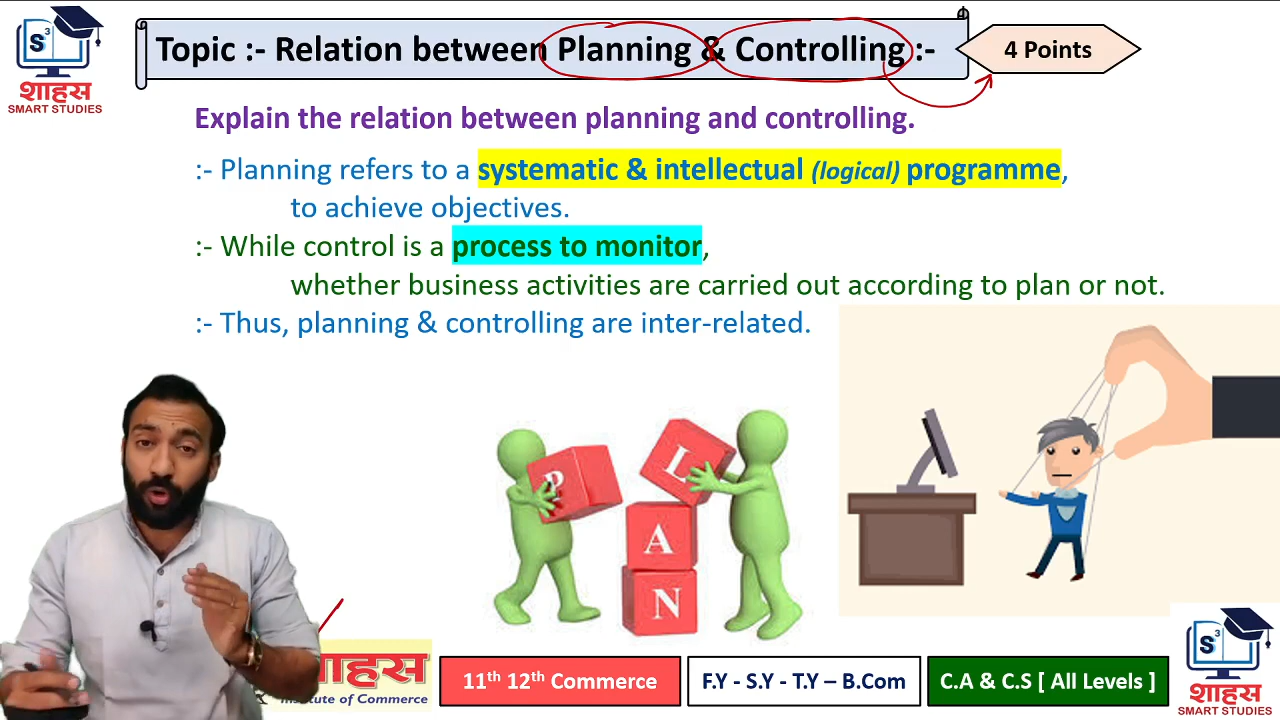 S³
शाहस
SMART STUDIES
Topic :- Relation between Planning & Controlling :-
4 Points
Explain the relation between planning and controlling.
:- Planning refers to a systematic & intellectual (logical) programme,
to achieve objectives.
:- While control is a process to monitor,
whether business activities are carried out according to plan or not.
:- Thus, planning & controlling are inter-related.
P
L
A
N
शाहस
Institute of Commerce
11th 12th Commerce
F.Y - S.Y - T.Y – B.Com
C.A & C.S [ All Levels ]
S³
शाहस
SMART STUDIES